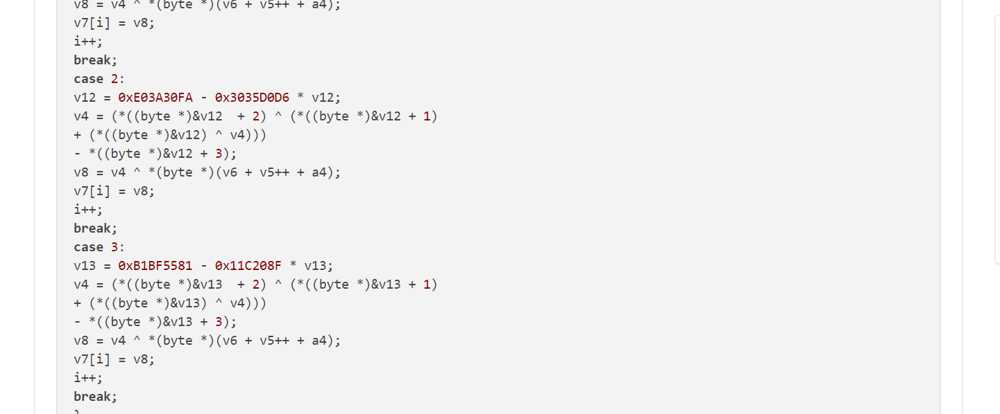 v8 = v4 ^ *(byte *)(v6 + v5++ + a4);
v7[i] = v8;
i++;
break;
case 2:
v12 = 0xE03A30FA - 0x3035D0D6 * v12;
v4 = (*((byte *)&v12  + 2) ^ (*((byte *)&v12 + 1)
+ (*((byte *)&v12) ^ v4)))
- *((byte *)&v12 + 3);
v8 = v4 ^ *(byte *)(v6 + v5++ + a4);
v7[i] = v8;
i++;
break;
case 3:
v13 = 0xB1BF5581 - 0x11C208F * v13;
v4 = (*((byte *)&v13  + 2) ^ (*((byte *)&v13 + 1)
+ (*((byte *)&v13) ^ v4)))
- *((byte *)&v13 + 3);
v8 = v4 ^ *(byte *)(v6 + v5++ + a4);
v7[i] = v8;
i++;
break;
}